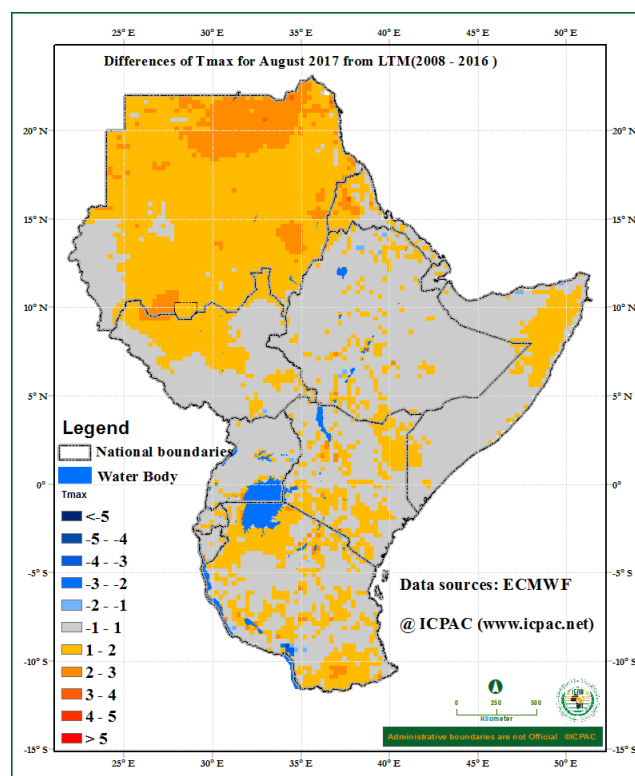 25° E 30° E 35° E 40° E 45° E 50° E
Differences of Tmax for August 2017 from LTM(2008 - 2016 )
20° N
15° N
10° N
5° N
0°
-5° S
-10° S
-15° S
20° N
15° N
10° N
5° N
0°
-5° S
-10° S
-15° S
Legend
National boundaries
Water Body
Tmax
<-5
-5 - -4
-4 - -3
-3 - -2
-2 - -1
-1 - 1
1 - 2
2 - 3
3 - 4
4 - 5
> 5
Data sources: ECMWF
@ ICPAC (www.icpac.net)
0 250 500
Kilometer
Administrative boundaries are not Official ©ICPAC
25° E 30° E 35° E 40° E 45° E 50° E